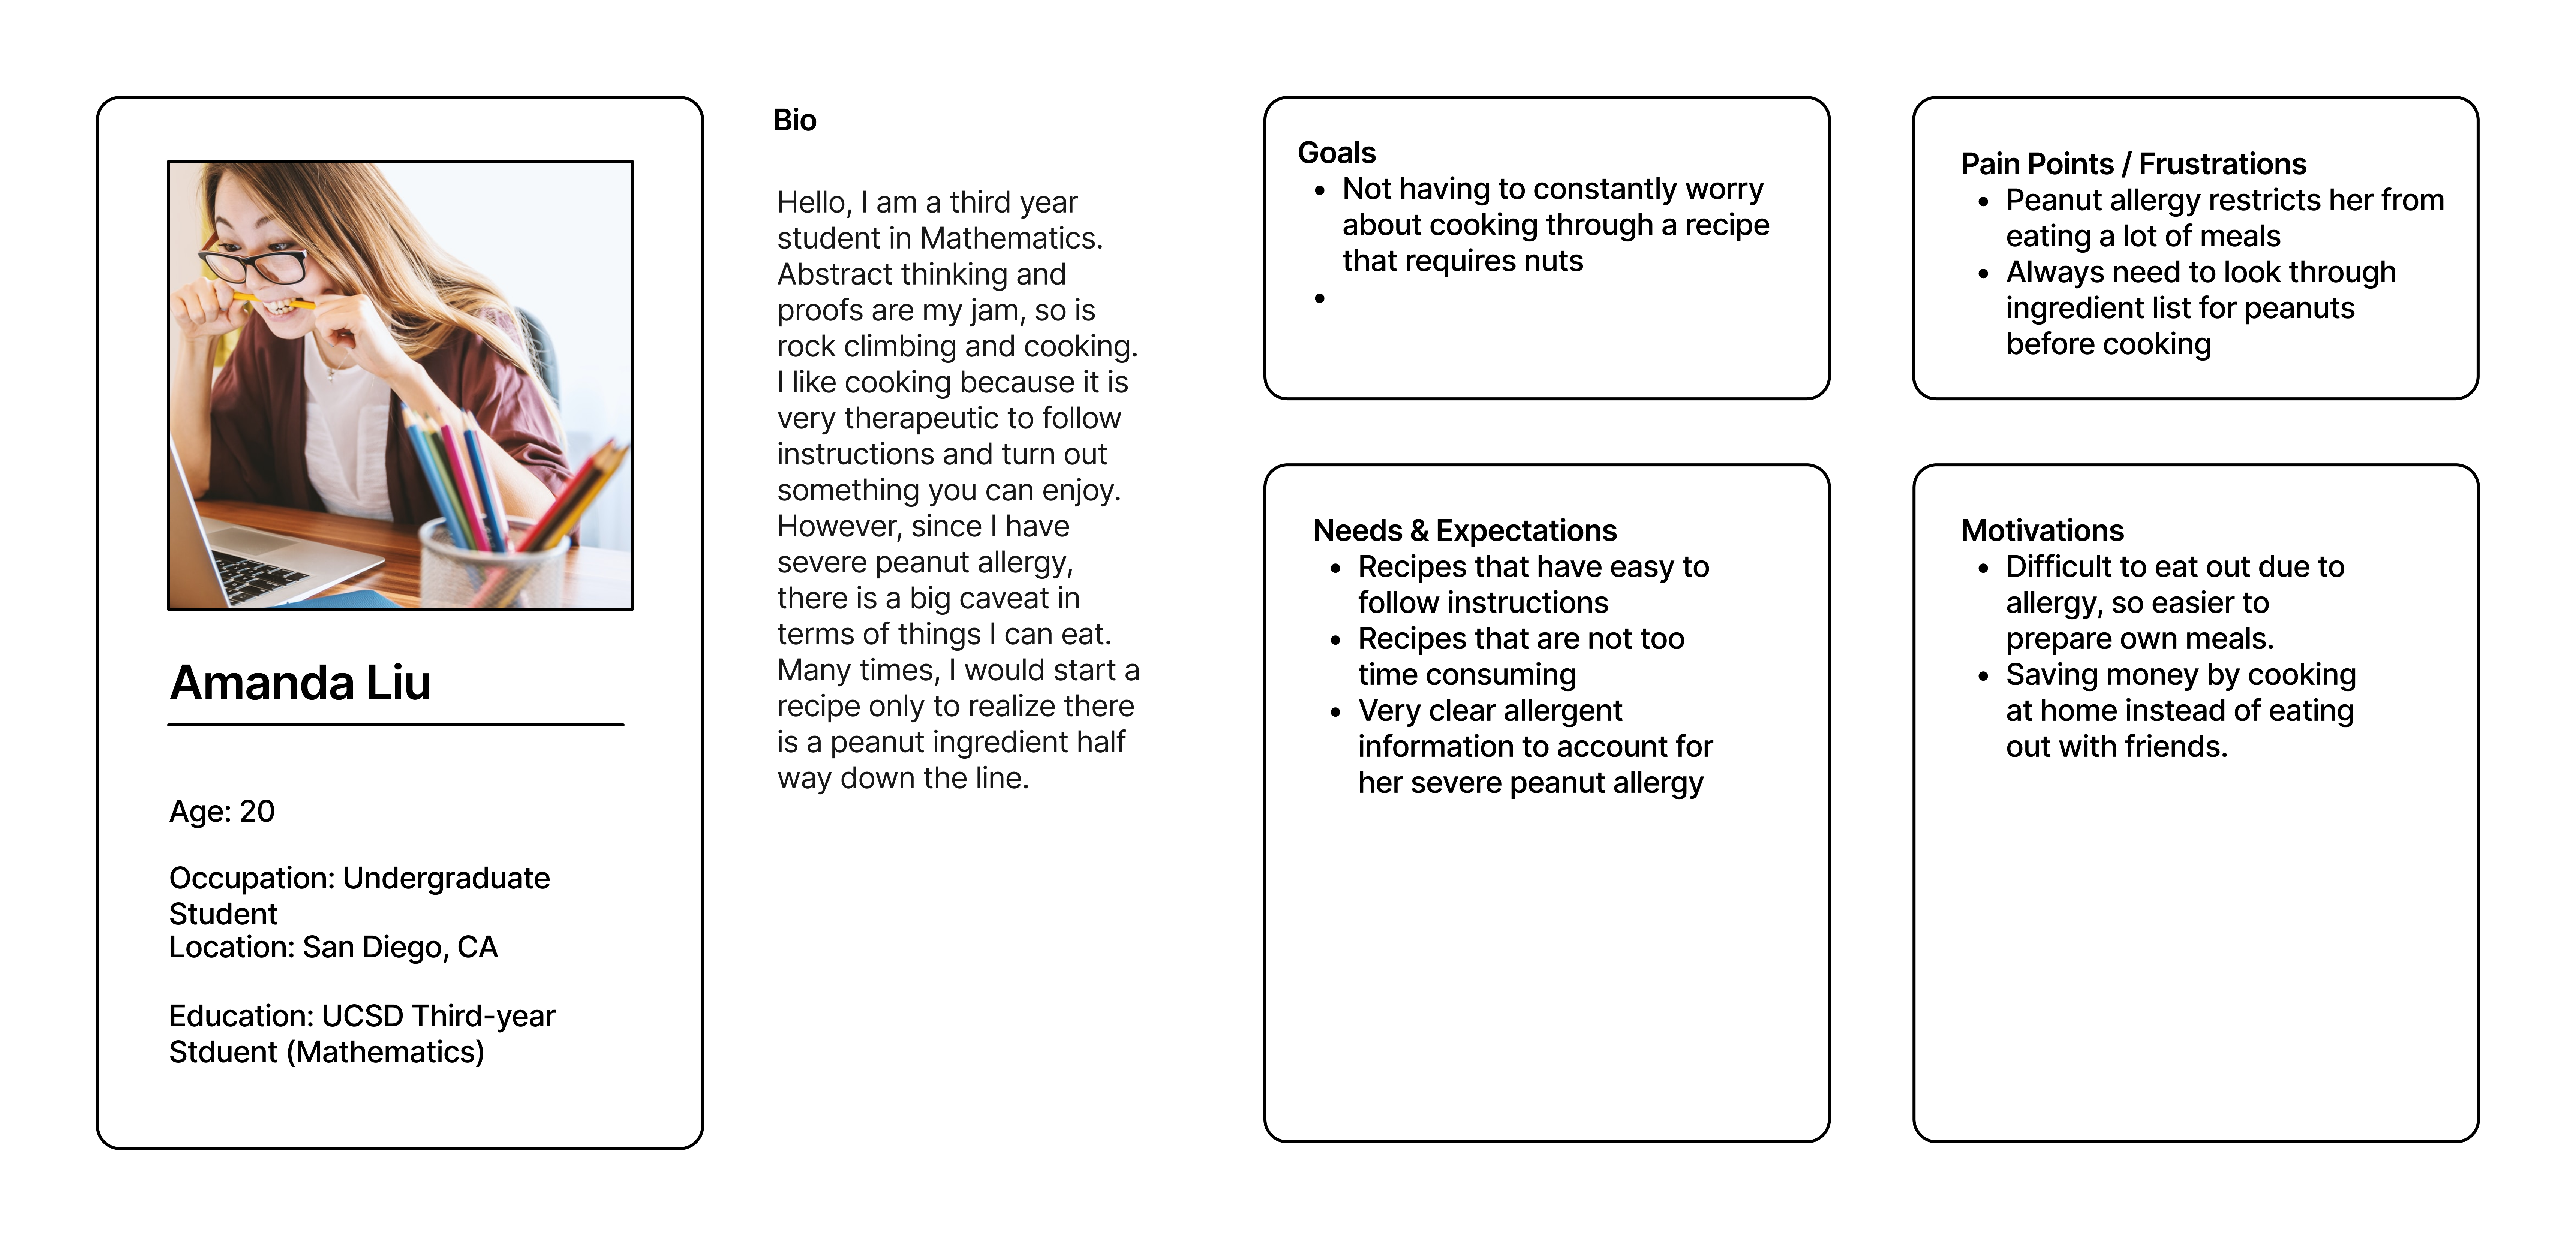 Amanda Liu
Age: 20
Occupation: Undergraduate
Student
Location: San Diego, CA
Education: UCSD Third-year
Stduent (Mathematics)
Bio
Hello, I am a third year
student in Mathematics.
Abstract thinking and
proofs are my jam, so is
rock climbing and cooking.
I like cooking because it is
very therapeutic to follow
instructions and turn out
something you can enjoy.
However, since I have
severe peanut allergy,
there is a big caveat in
terms of things I can eat.
Many times, I would start a
recipe only to realize there
is a peanut ingredient half
way down the line.
Goals
• Not having to constantly worry
about cooking through a recipe
that requires nuts
•
Pain Points / Frustrations
• Peanut allergy restricts her from
eating a lot of meals
• Always need to look through
ingredient list for peanuts
before cooking
Needs & Expectations
• Recipes that have easy to
follow instructions
• Recipes that are not too
time consuming
• Very clear allergent
information to account for
her severe peanut allergy
Motivations
• Difficult to eat out due to
allergy, so easier to
prepare own meals.
• Saving money by cooking
at home instead of eating
out with friends.